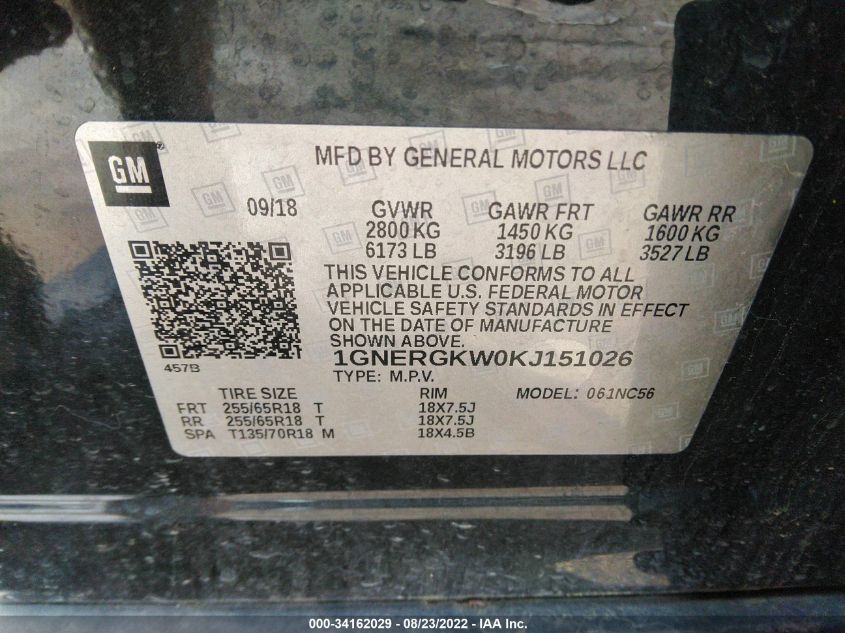 GM
MFD BY GENERAL MOTORS LLC
09/18 GVWR GAWR FRT GAWR RR
2800 KG 1450 KG 1600 KG
6173 LB 3196 LB 3527 LB
THIS VEHICLE CONFORMS TO ALL
APPLICABLE U.S. FEDERAL MOTOR
VEHICLE SAFETY STANDARDS IN EFFECT
ON THE DATE OF MANUFACTURE
SHOWN ABOVE.
457B 1GNERGKW0KJ151026
TYPE: M.P.V. MODEL: 061NC56
TIRE SIZE RIM
FRT 255/65R18 T 18X7.5J
RR 255/65R18 T 18X7.5J
SPA T135/70R18 M 18X4.5B
000-34162029 - 08/23/2022 - IAA Inc.